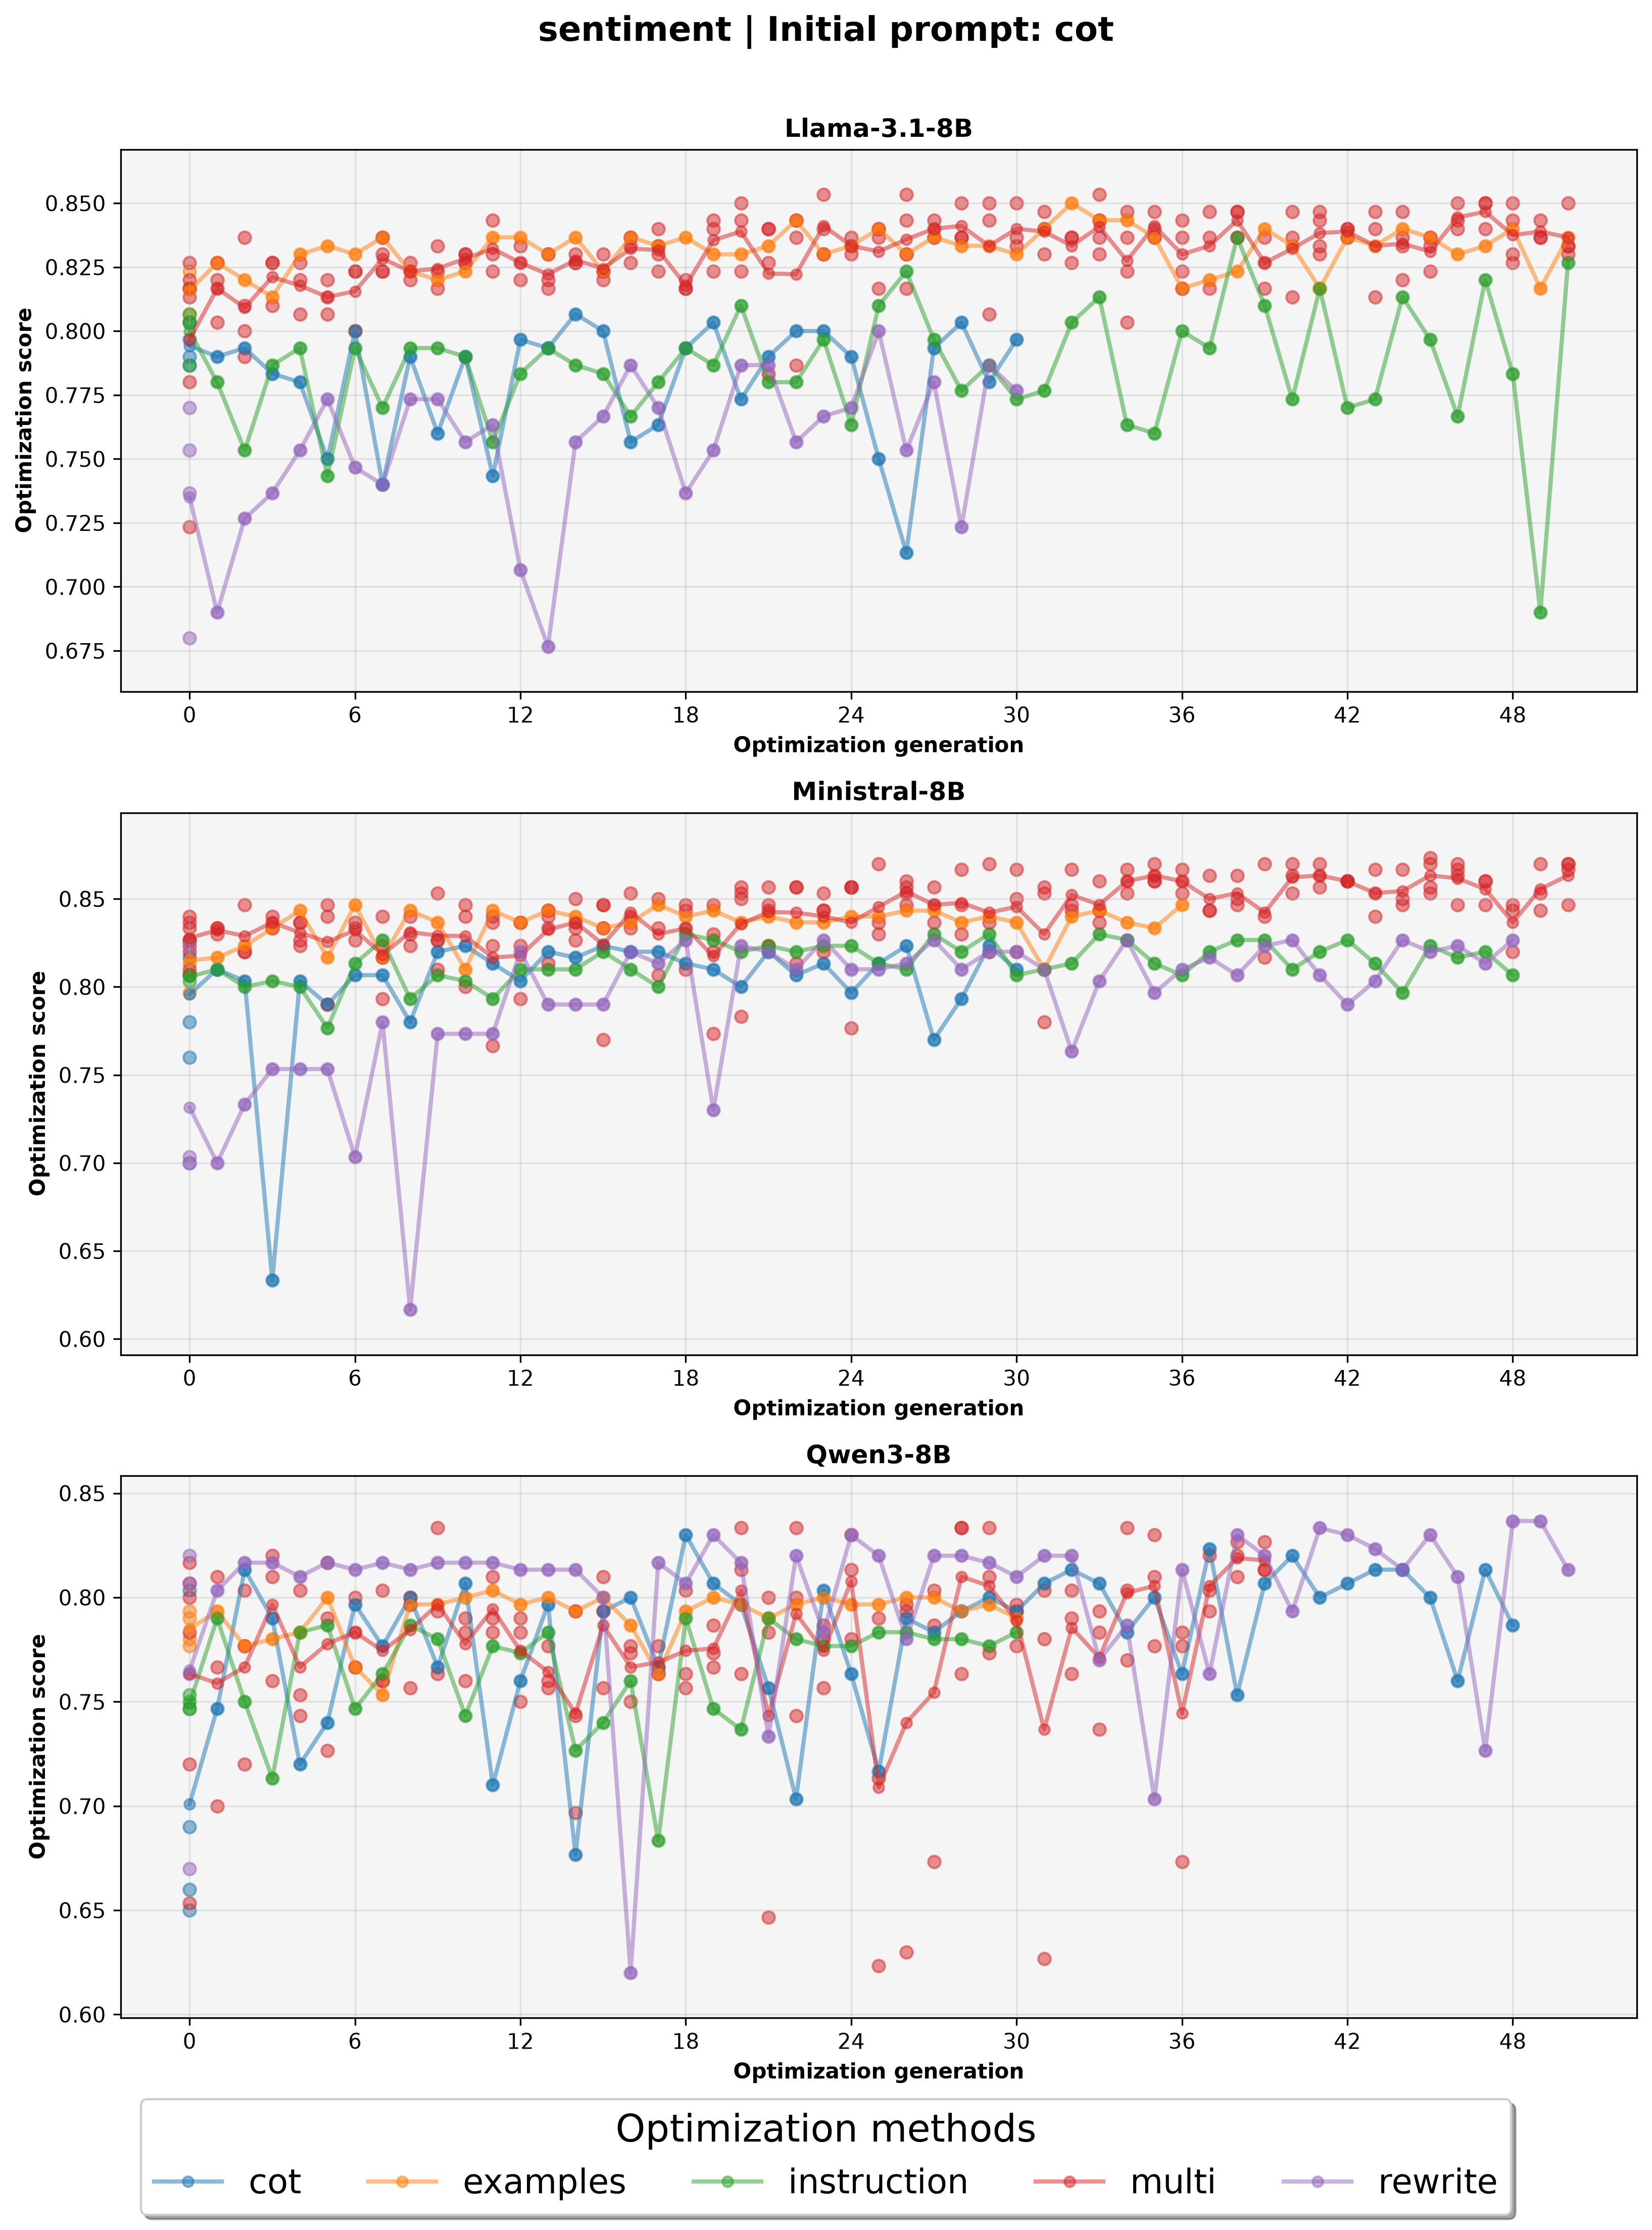 sentiment | Initial prompt: cot
Llama-3.1-8B
Optimization score
0.850
0.825
0.800
0.775
0.750
0.725
0.700
0.675
0 6 12 18 24 30 36 42 48
Optimization generation
Ministral-8B
Optimization score
0.85
0.80
0.75
0.70
0.65
0.60
0 6 12 18 24 30 36 42 48
Optimization generation
Qwen3-8B
Optimization score
0.85
0.80
0.75
0.70
0.65
0.60
0 6 12 18 24 30 36 42 48
Optimization generation
Optimization methods
cot examples instruction multi rewrite